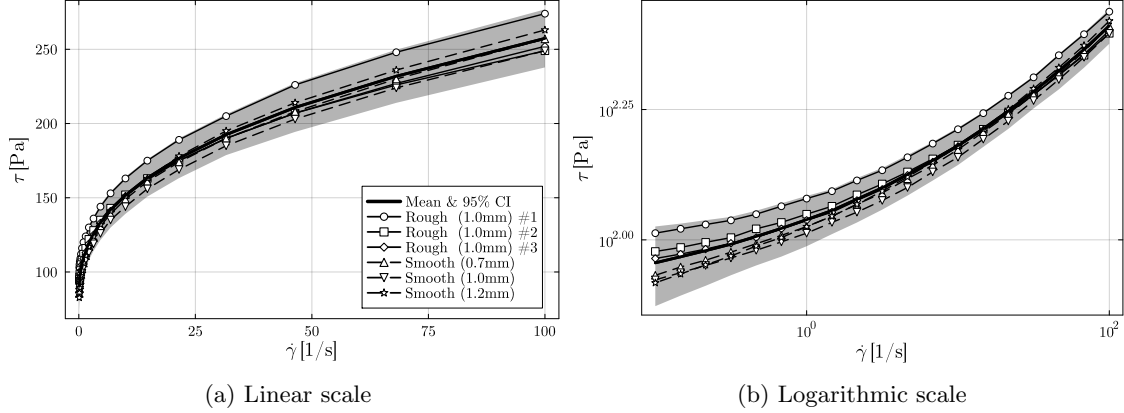 250
200
150
100
τ [Pa]
0 25 50 75 100
γ̇ [1/s]
Mean & 95% CI
Rough (1.0mm) #1
Rough (1.0mm) #2
Rough (1.0mm) #3
Smooth (0.7mm)
Smooth (1.0mm)
Smooth (1.2mm)
(a) Linear scale
10^2.25
10^2.00
τ [Pa]
10^0 10^2
γ̇ [1/s]
(b) Logarithmic scale